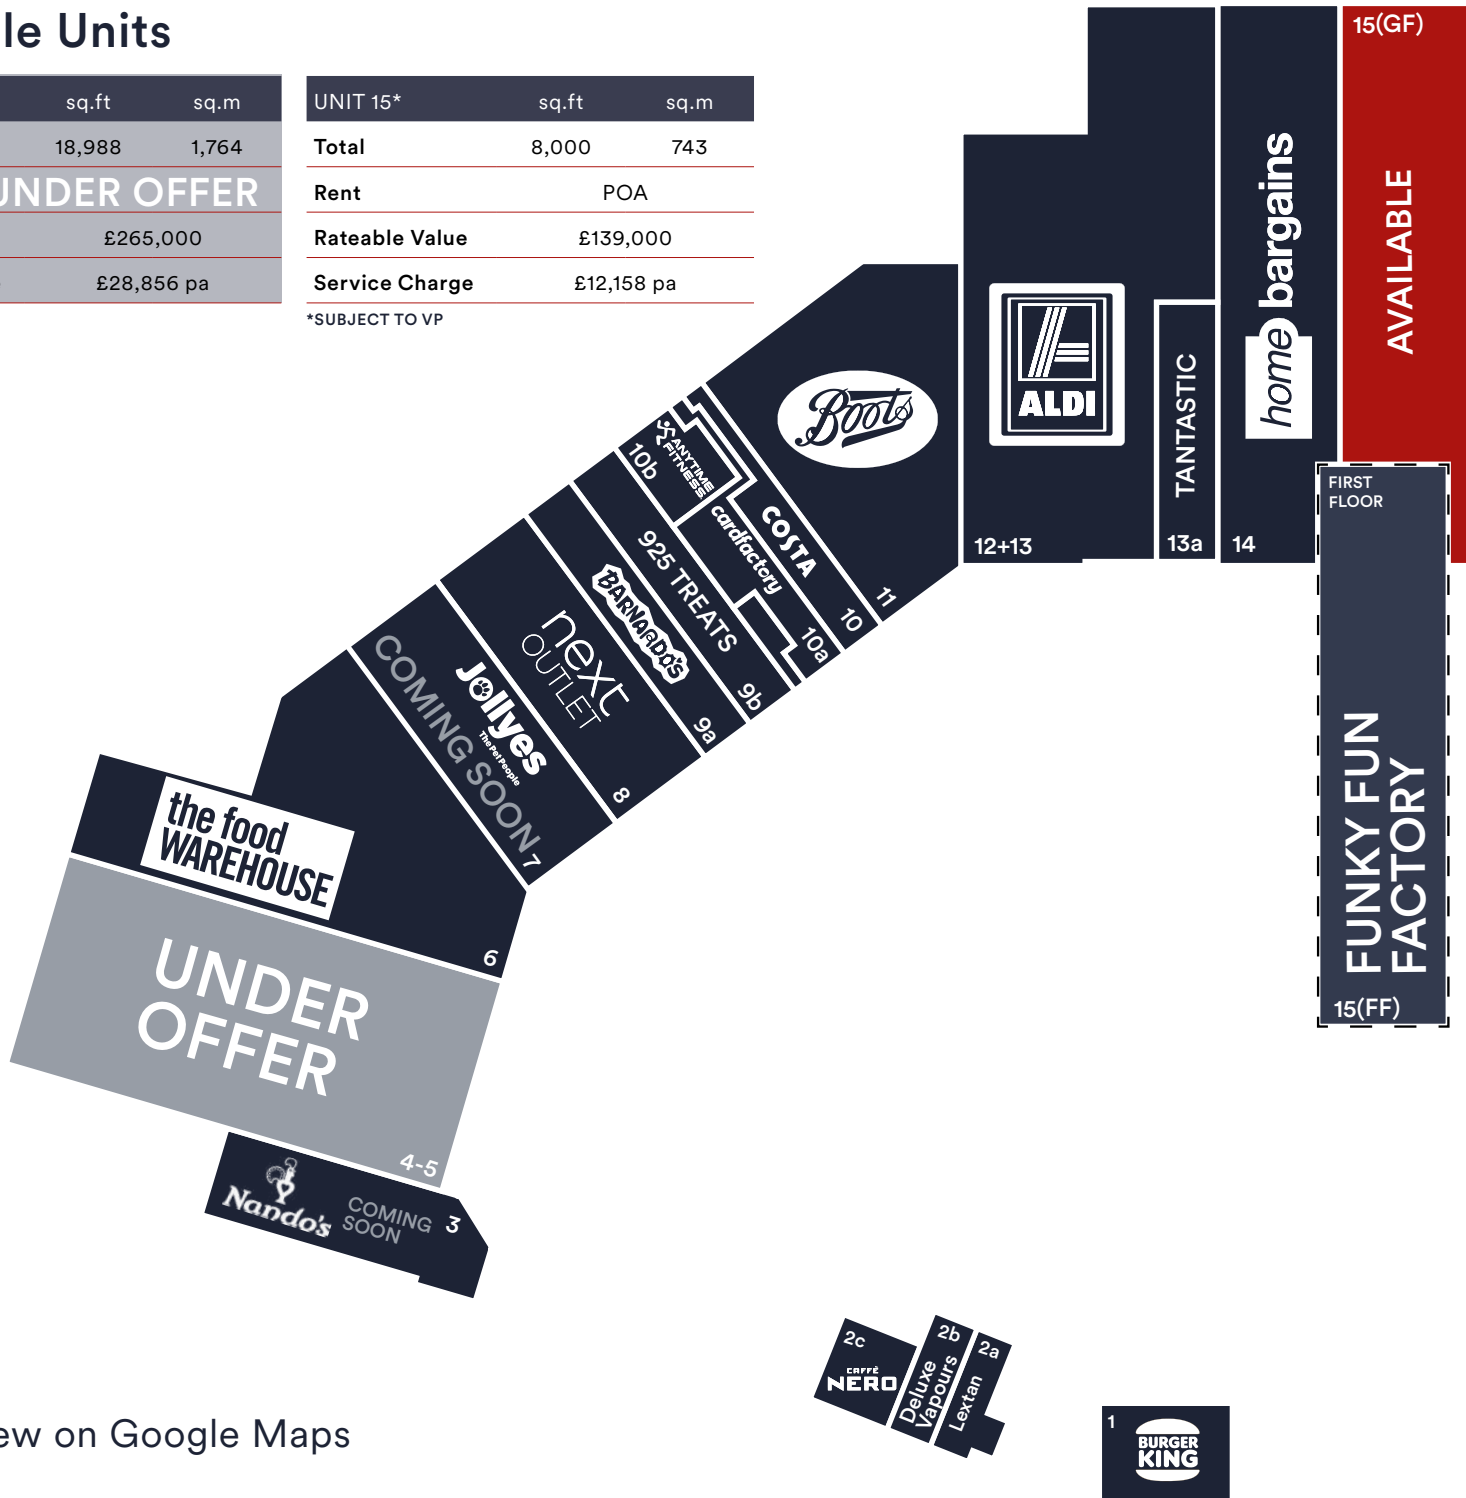 le Units
sq.ft sq.m
18,988 1,764
UNDER OFFER
£265,000
£28,856 pa
UNIT 15* sq.ft sq.m
Total 8,000 743
Rent POA
Rateable Value £139,000
Service Charge £12,158 pa
*SUBJECT TO VP
15(GF)
AVAILABLE
home bargains
14
TANTASTIC
13a
ALDI
12+13
Boots
11
COSTA
10
cardfactory
10a
ANYTIME
FITNESS
10b
925 TREATS
9b
BARNARDO'S
9a
next
OUTLET
8
Jollyes
The Pet People
COMING SOON
7
the food
WAREHOUSE
6
UNDER
OFFER
4-5
Nando's
COMING
SOON
3
FIRST
FLOOR
FUNKY FUN
FACTORY
15(FF)
2c
CAFFÈ
NERO
2b
Deluxe
Vapours
2a
Lextan
1
BURGER
KING
ew on Google Maps